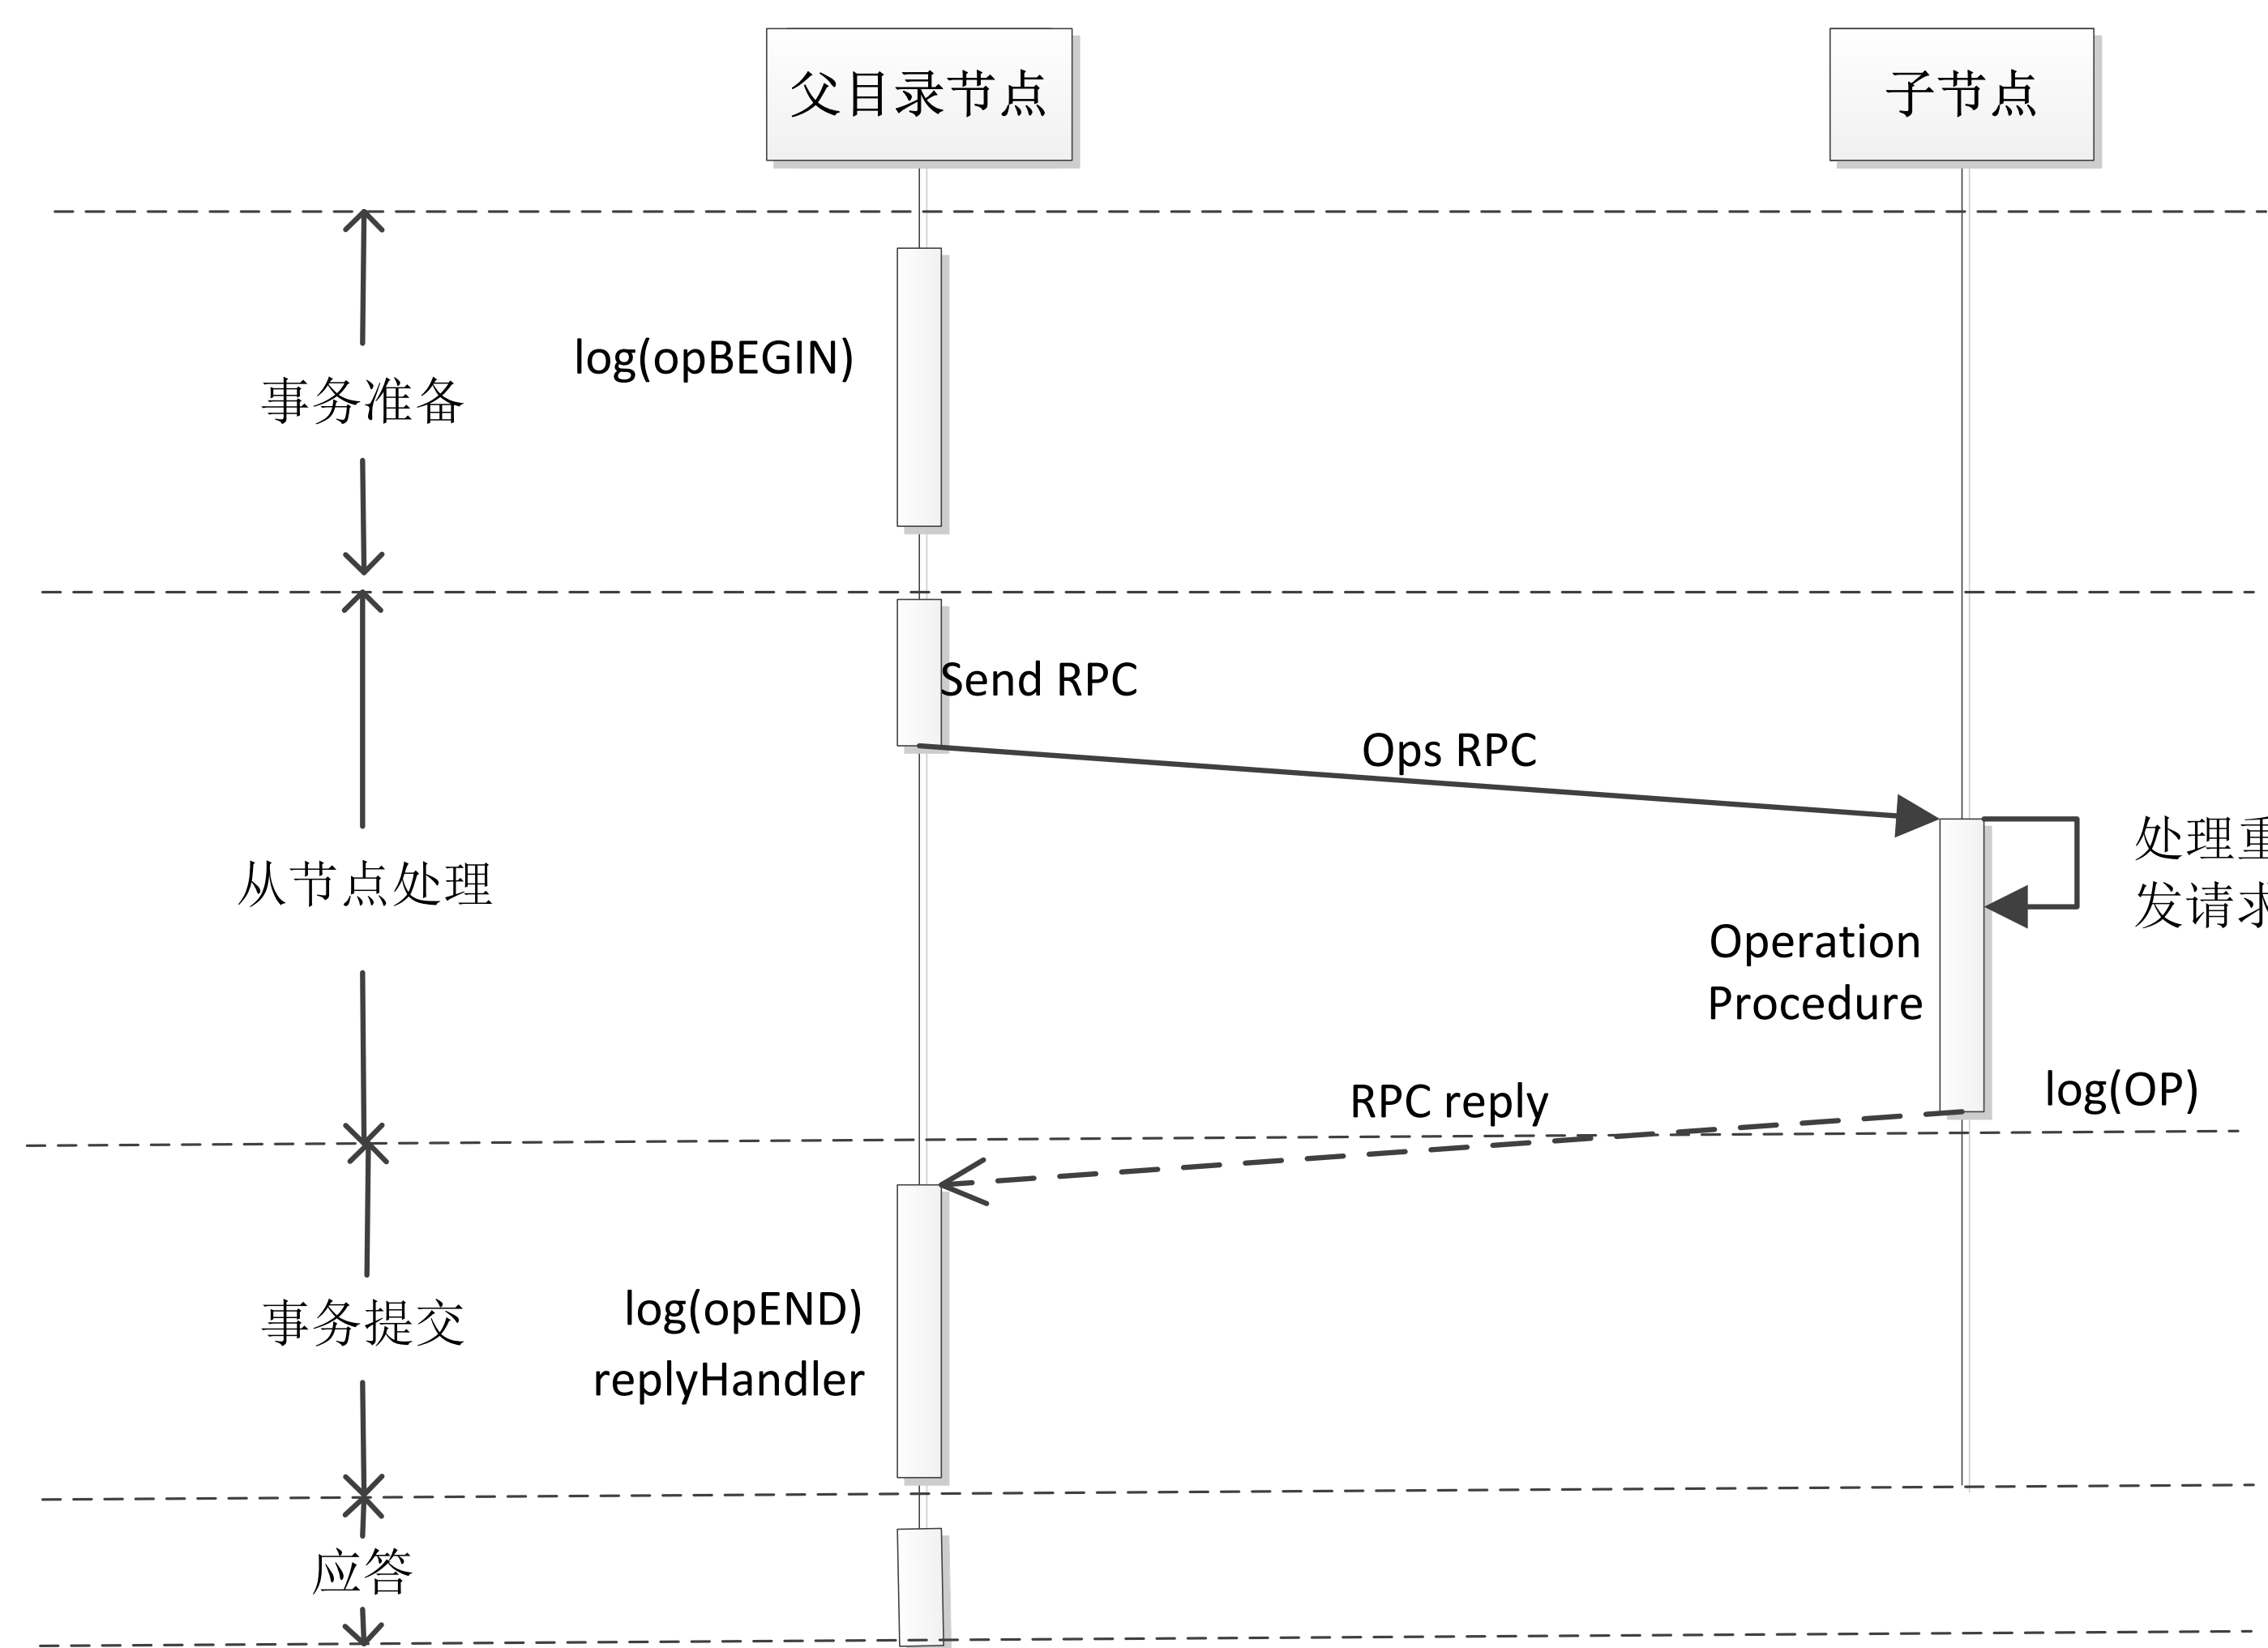 父目录节点
子节点
log(opBEGIN)
事务准备
Send RPC
Ops RPC
处理重
发请求
从节点处理
Operation
Procedure
log(OP)
RPC reply
log(opEND)
replyHandler
事务提交
应答